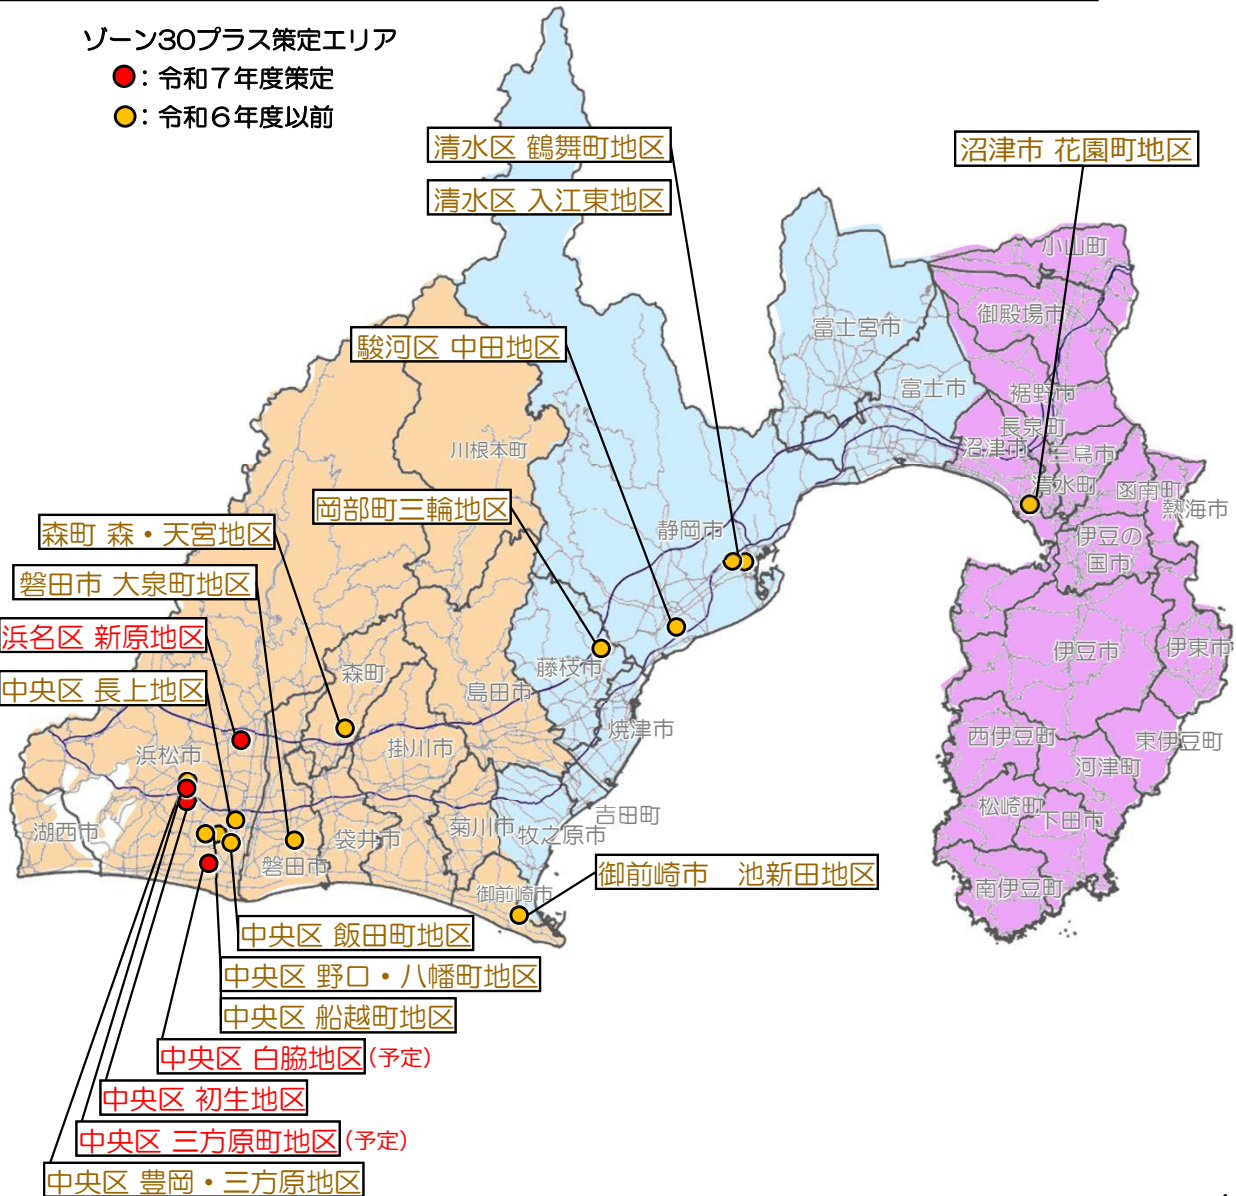 ゾーン30プラス策定エリア
：令和７年度策定
：令和６年度以前
清水区 鶴舞町地区
清水区 入江東地区
沼津市 花園町地区
駿河区 中田地区
岡部町三輪地区
森町 森・天宮地区
磐田市 大泉町地区
浜名区 新原地区
中央区 長上地区
御前崎市　池新田地区
中央区 飯田町地区
中央区 野口・八幡町地区
中央区 船越町地区
中央区 白脇地区(予定)
中央区 初生地区
中央区 三方原町地区(予定)
中央区 豊岡・三方原地区
小山町
御殿場市
富士宮市
富士市
裾野市
長泉町
沼津市
三島市
清水町
函南町
熱海市
伊豆の
国市
川根本町
静岡市
伊豆市
伊東市
森町
島田市
藤枝市
焼津市
浜松市
掛川市
西伊豆町
東伊豆町
河津町
湖西市
磐田市
袋井市
菊川市
牧之原市
吉田町
松崎町
下田市
御前崎市
南伊豆町